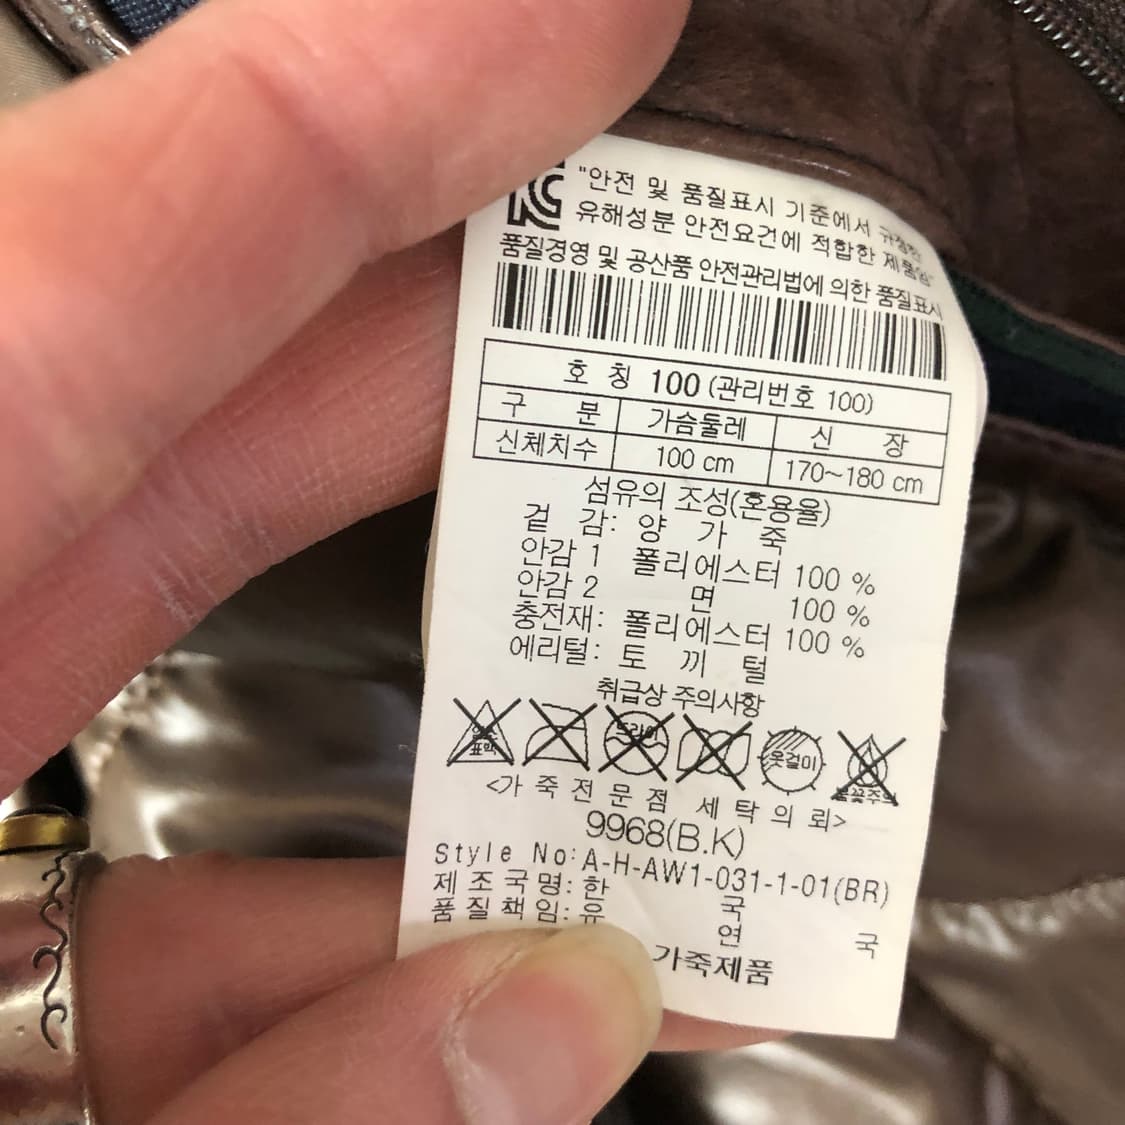 "안전 및 품질표시 기준에서 규정한
유해성분 안전요건에 적합한 제품임"
품질경영 및 공산품 안전관리법에 의한 품질표시
호 칭 100 (관리번호 100)
구 분 가슴둘레 신 장
신체치수 100 cm 170~180 cm
섬유의 조성(혼용율)
겉 감: 양 가 죽
안감 1 폴리에스터 100 %
안감 2 면 100 %
충전재: 폴리에스터 100 %
에리털: 토 끼 털
취급상 주의사항
드라이 옷걸이
<가 죽 전 문 점 세 탁 의 뢰>
9968(B.K)
Style No: A-H-AW1-031-1-01(BR)
제 조 국 명: 한 국
품 질 책 임: 유 연 국
가죽제품